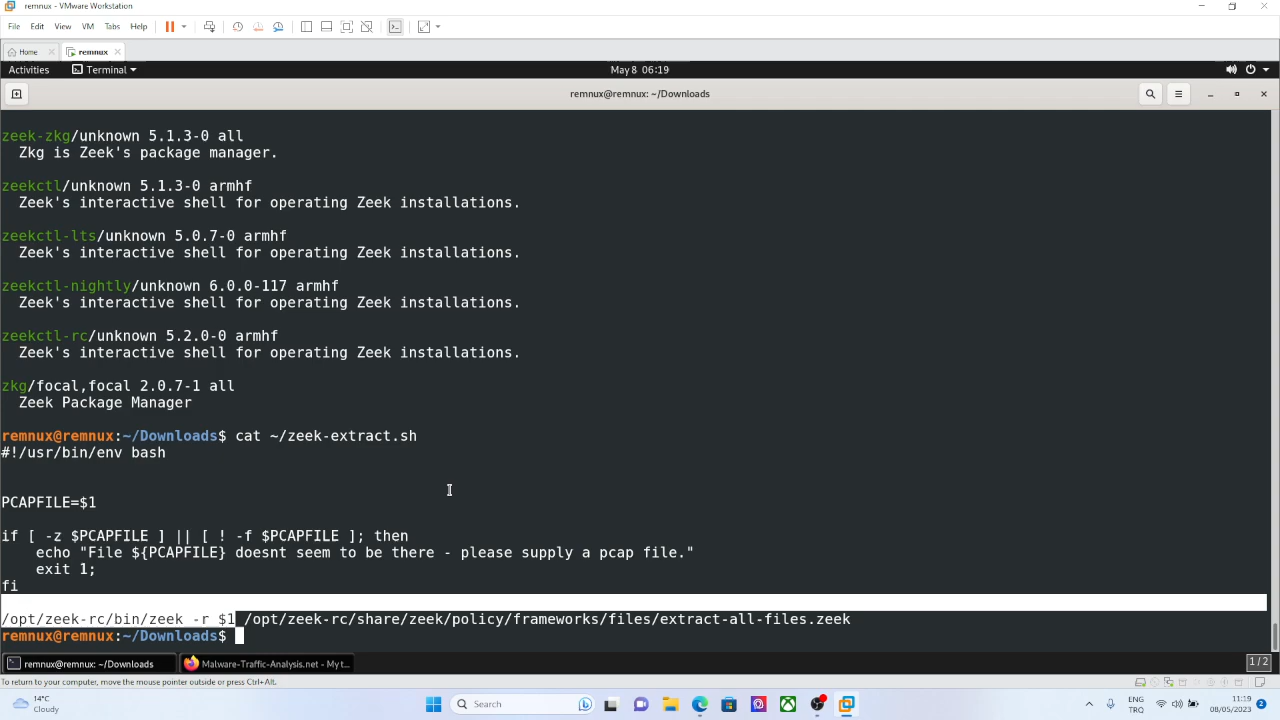 remnux - VMware Workstation
File Edit View VM Tabs Help
Home remnux
Activities Terminal May 8 06:19
remnux@remnux: ~/Downloads
zeek-zkg/unknown 5.1.3-0 all
Zkg is Zeek's package manager.
zeekctl/unknown 5.1.3-0 armhf
Zeek's interactive shell for operating Zeek installations.
zeekctl-lts/unknown 5.0.7-0 armhf
Zeek's interactive shell for operating Zeek installations.
zeekctl-nightly/unknown 6.0.0-117 armhf
Zeek's interactive shell for operating Zeek installations.
zeekctl-rc/unknown 5.2.0-0 armhf
Zeek's interactive shell for operating Zeek installations.
zkg/focal,focal 2.0.7-1 all
Zeek Package Manager
remnux@remnux:~/Downloads$ cat ~/zeek-extract.sh
#!/usr/bin/env bash
PCAPFILE=$1
if [ -z $PCAPFILE ] || [ ! -f $PCAPFILE ]; then
echo "File ${PCAPFILE} doesnt seem to be there - please supply a pcap file."
exit 1;
fi
/opt/zeek-rc/bin/zeek -r $1 /opt/zeek-rc/share/zeek/policy/frameworks/files/extract-all-files.zeek
remnux@remnux:~/Downloads$
remnux@remnux: ~/Downloads Malware-Traffic-Analysis.net - My t... 1 / 2
To return to your computer, move the mouse pointer outside or press Ctrl+Alt.
14°C
Cloudy
Search
ENG
TRQ
11:19
08/05/2023
2